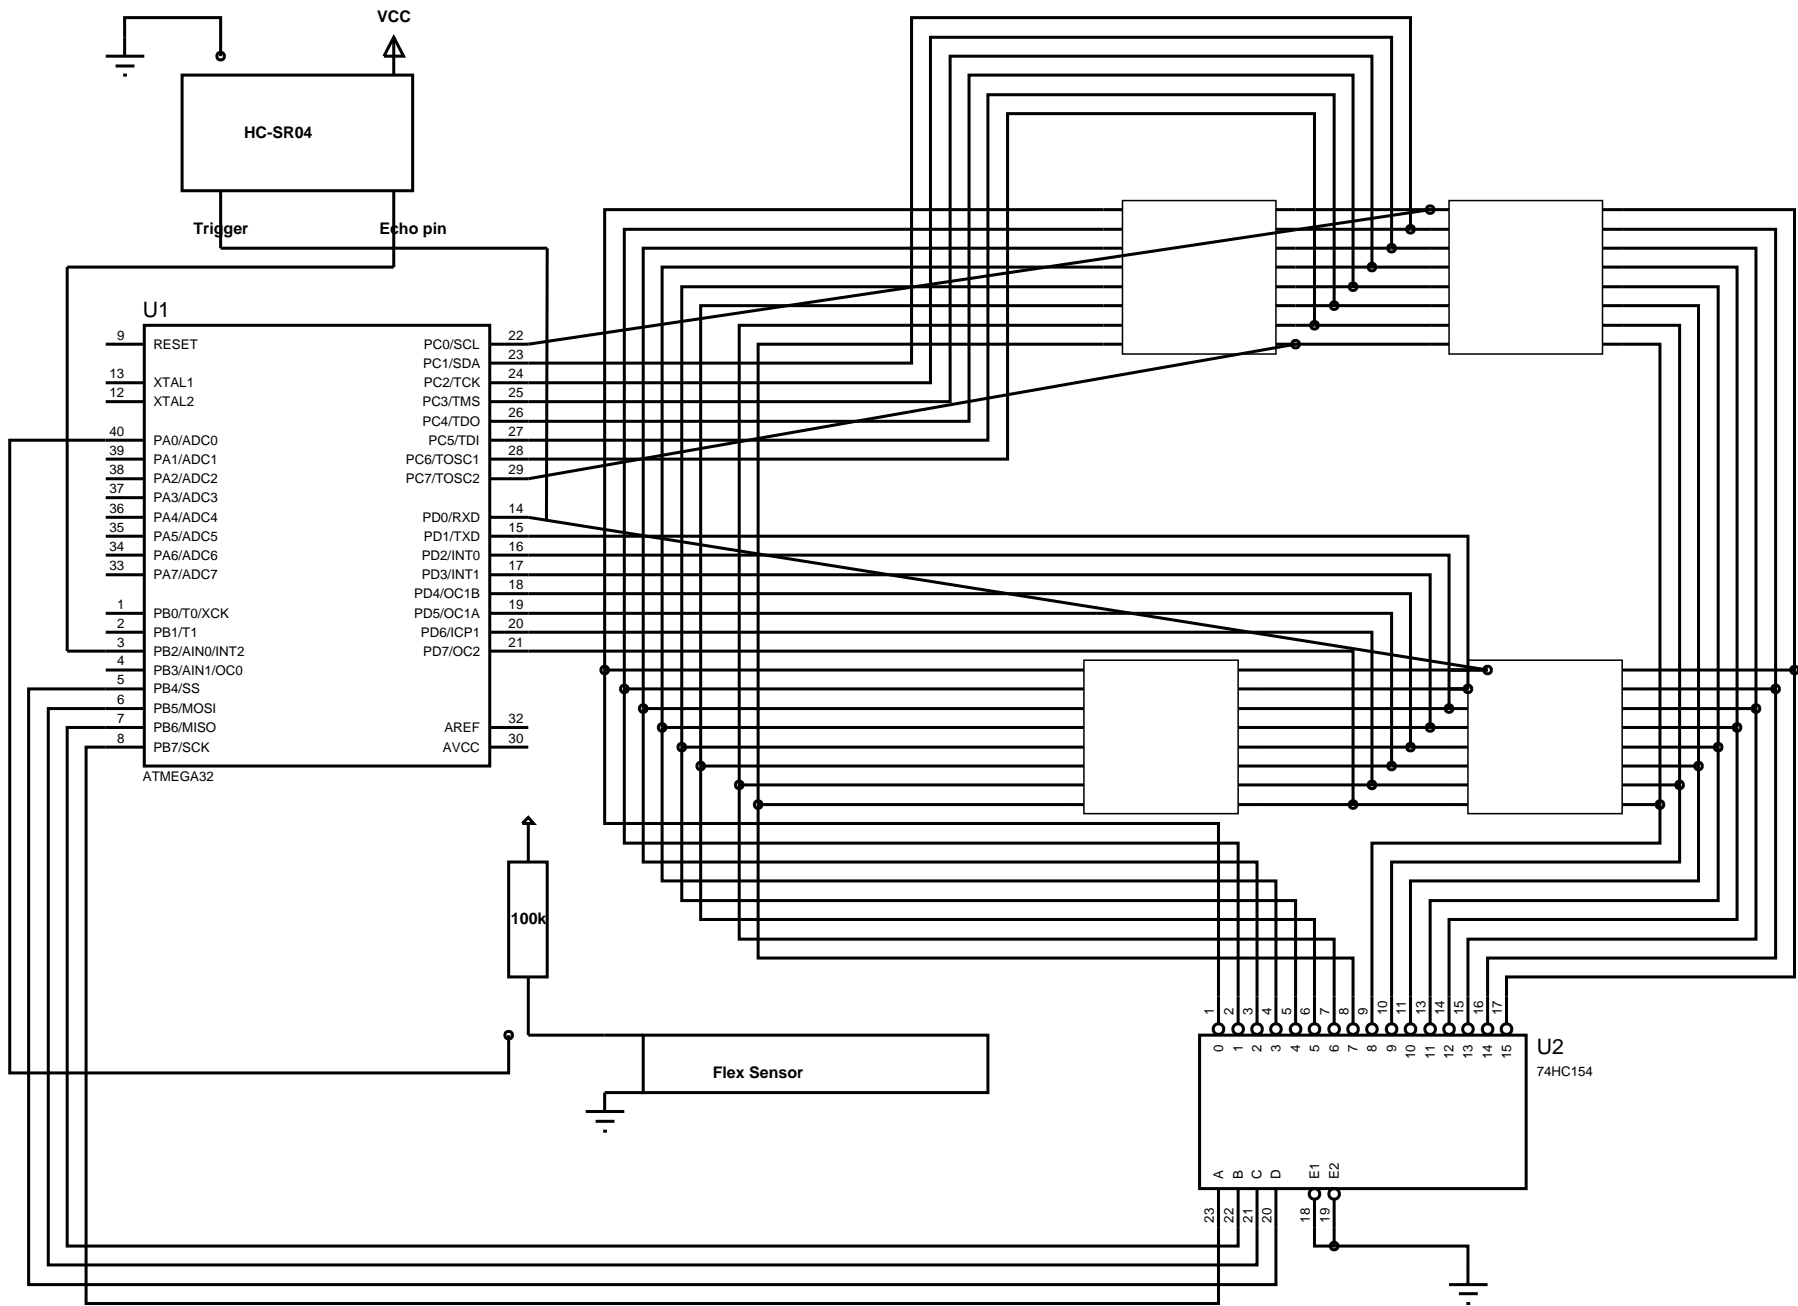 VCC
HC-SR04
Trigger
Echo pin
U1
9 RESET
13 XTAL1
12 XTAL2
40 PA0/ADC0
39 PA1/ADC1
38 PA2/ADC2
37 PA3/ADC3
36 PA4/ADC4
35 PA5/ADC5
34 PA6/ADC6
33 PA7/ADC7
1 PB0/T0/XCK
2 PB1/T1
3 PB2/AIN0/INT2
4 PB3/AIN1/OC0
5 PB4/SS
6 PB5/MOSI
7 PB6/MISO
8 PB7/SCK
PC0/SCL 22
PC1/SDA 23
PC2/TCK 24
PC3/TMS 25
PC4/TDO 26
PC5/TDI 27
PC6/TOSC1 28
PC7/TOSC2 29
PD0/RXD 14
PD1/TXD 15
PD2/INT0 16
PD3/INT1 17
PD4/OC1B 18
PD5/OC1A 19
PD6/ICP1 20
PD7/OC2 21
AREF 32
AVCC 30
ATMEGA32
100k
Flex Sensor
1 2 3 4 5 6 7 8 9 10 11 13 14 15 16 17
0 1 2 3 4 5 6 7 8 9 10 11 12 13 14 15
U2
74HC154
A B C D E1 E2
23 22 21 20 18 19